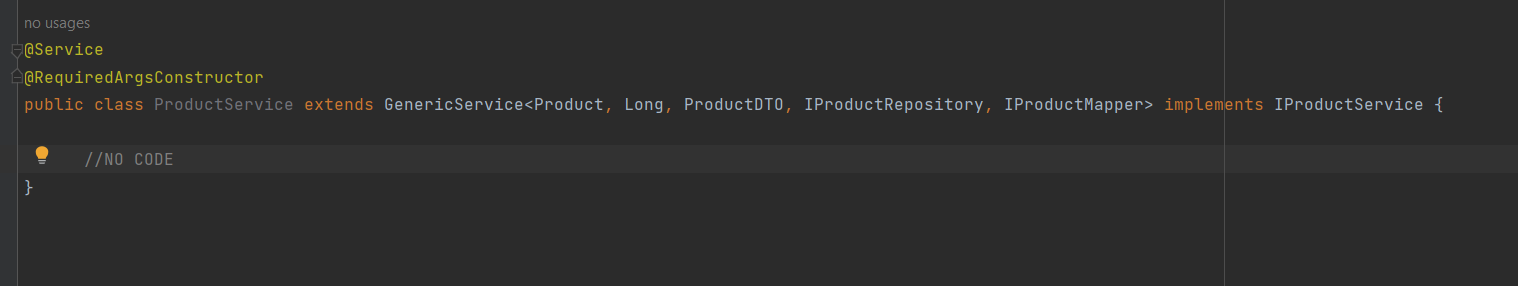 no usages
@Service
@RequiredArgsConstructor
public class ProductService extends GenericService<Product, Long, ProductDTO, IProductRepository, IProductMapper> implements IProductService {
//NO CODE
}